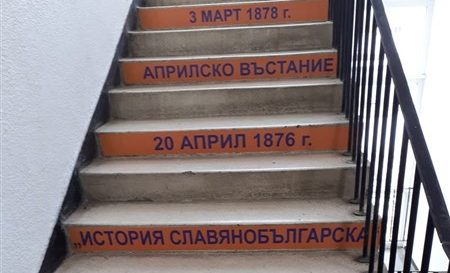 3 МАРТ 1878 г.
АПРИЛСКО ВЪСТАНИЕ
20 АПРИЛ 1876 г.
„ИСТОРИЯ СЛАВЯНОБЪЛГАРСКА